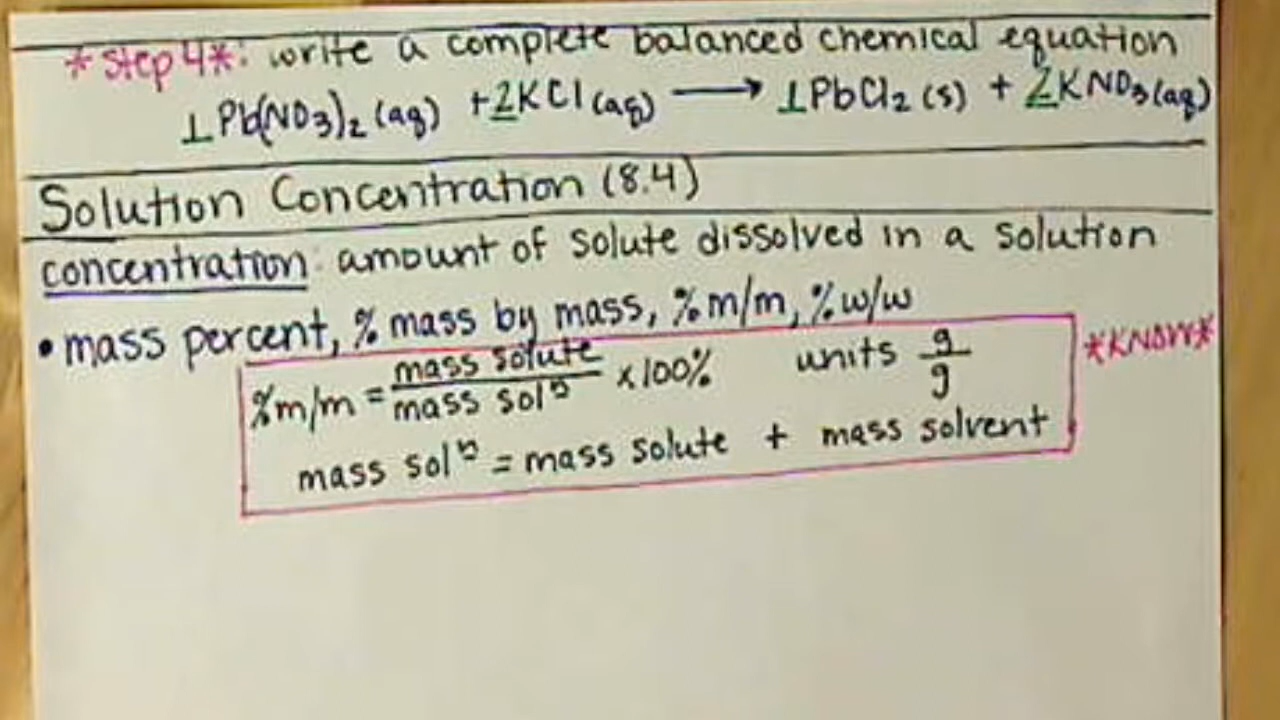 *Step 4*: write a complete balanced chemical equation
1Pb(NO3)2(aq) + 2KCl(aq) ⟶ 1PbCl2(s) + 2KNO3(aq)
Solution Concentration (8.4)
concentration: amount of solute dissolved in a solution
• mass percent, % mass by mass, % m/m, % w/w
%m/m = mass solute / mass solⁿ x100% units g/g *KNOW*
mass solⁿ = mass solute + mass solvent